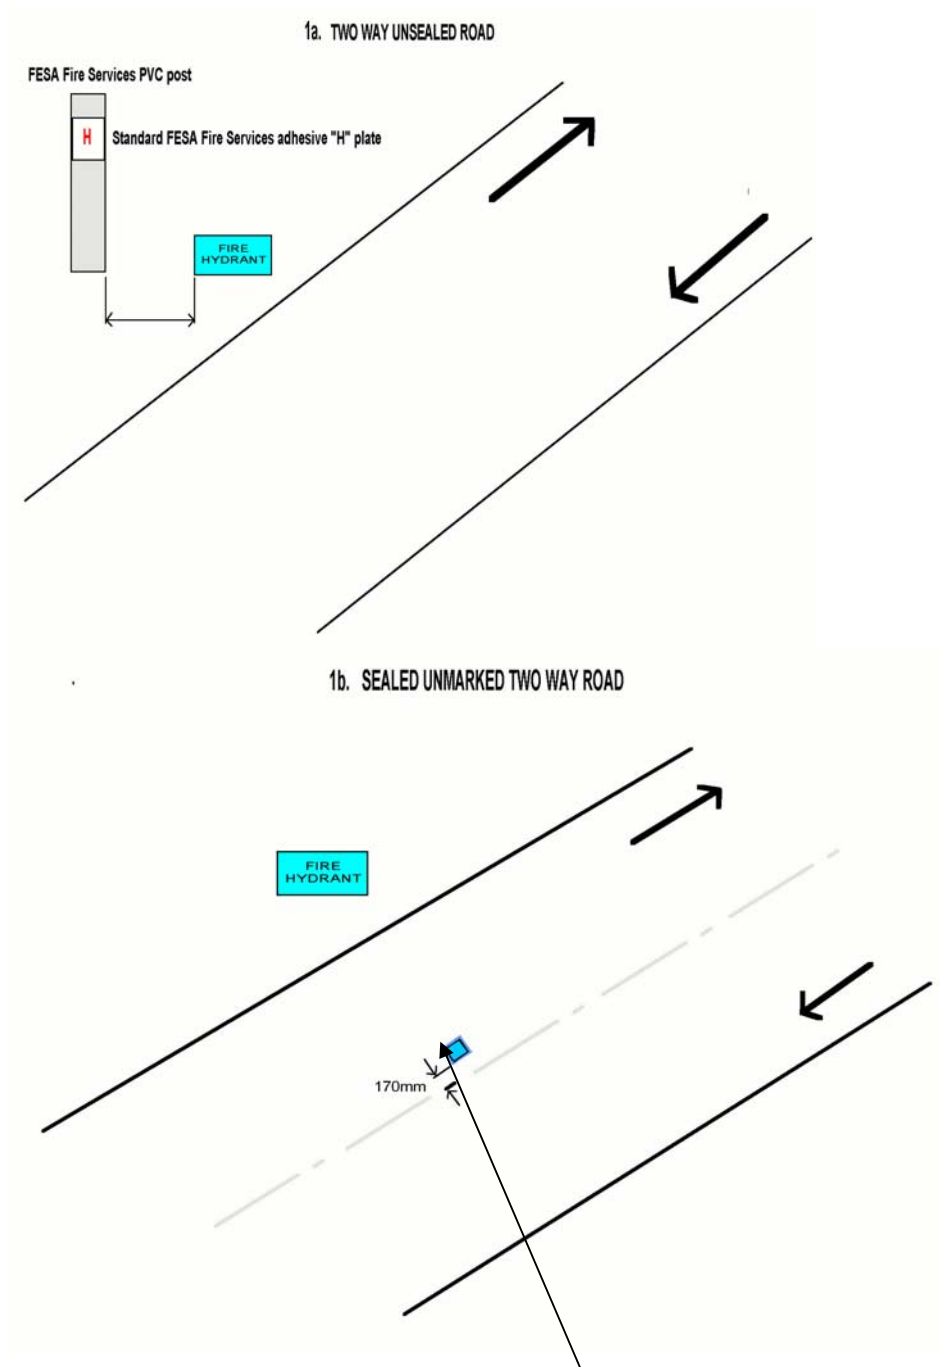 1a. TWO WAY UNSEALED ROAD
FESA Fire Services PVC post
H
Standard FESA Fire Services adhesive "H" plate
FIRE
HYDRANT
1b. SEALED UNMARKED TWO WAY ROAD
FIRE
HYDRANT
170mm